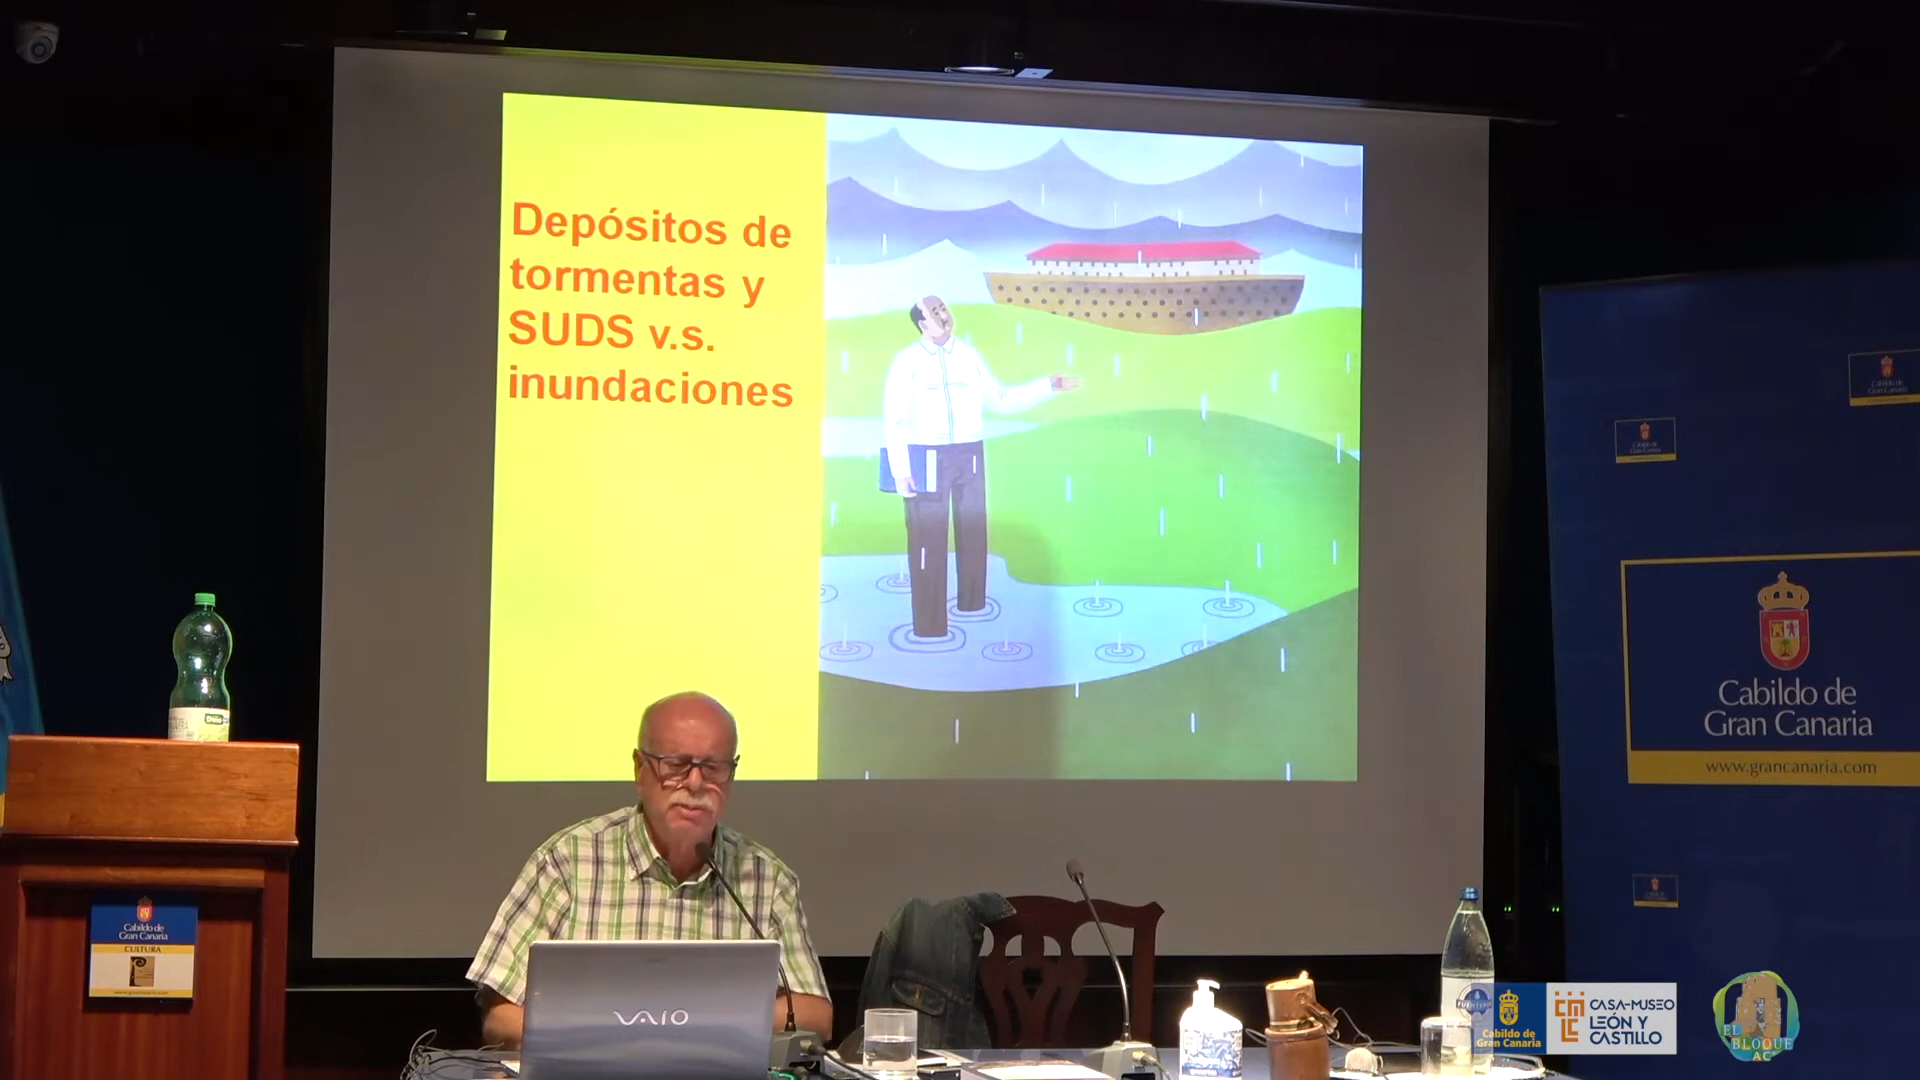 Depósitos de
tormentas y
SUDS v.s.
inundaciones
Cabildo de
Gran Canaria
www.grancanaria.com
Cabildo de
Gran Canaria
CULTURA
VAIO
Cabildo de
Gran Canaria
CASA-MUSEO
LEÓN Y
CASTILLO
EL
BLOQUE
AC